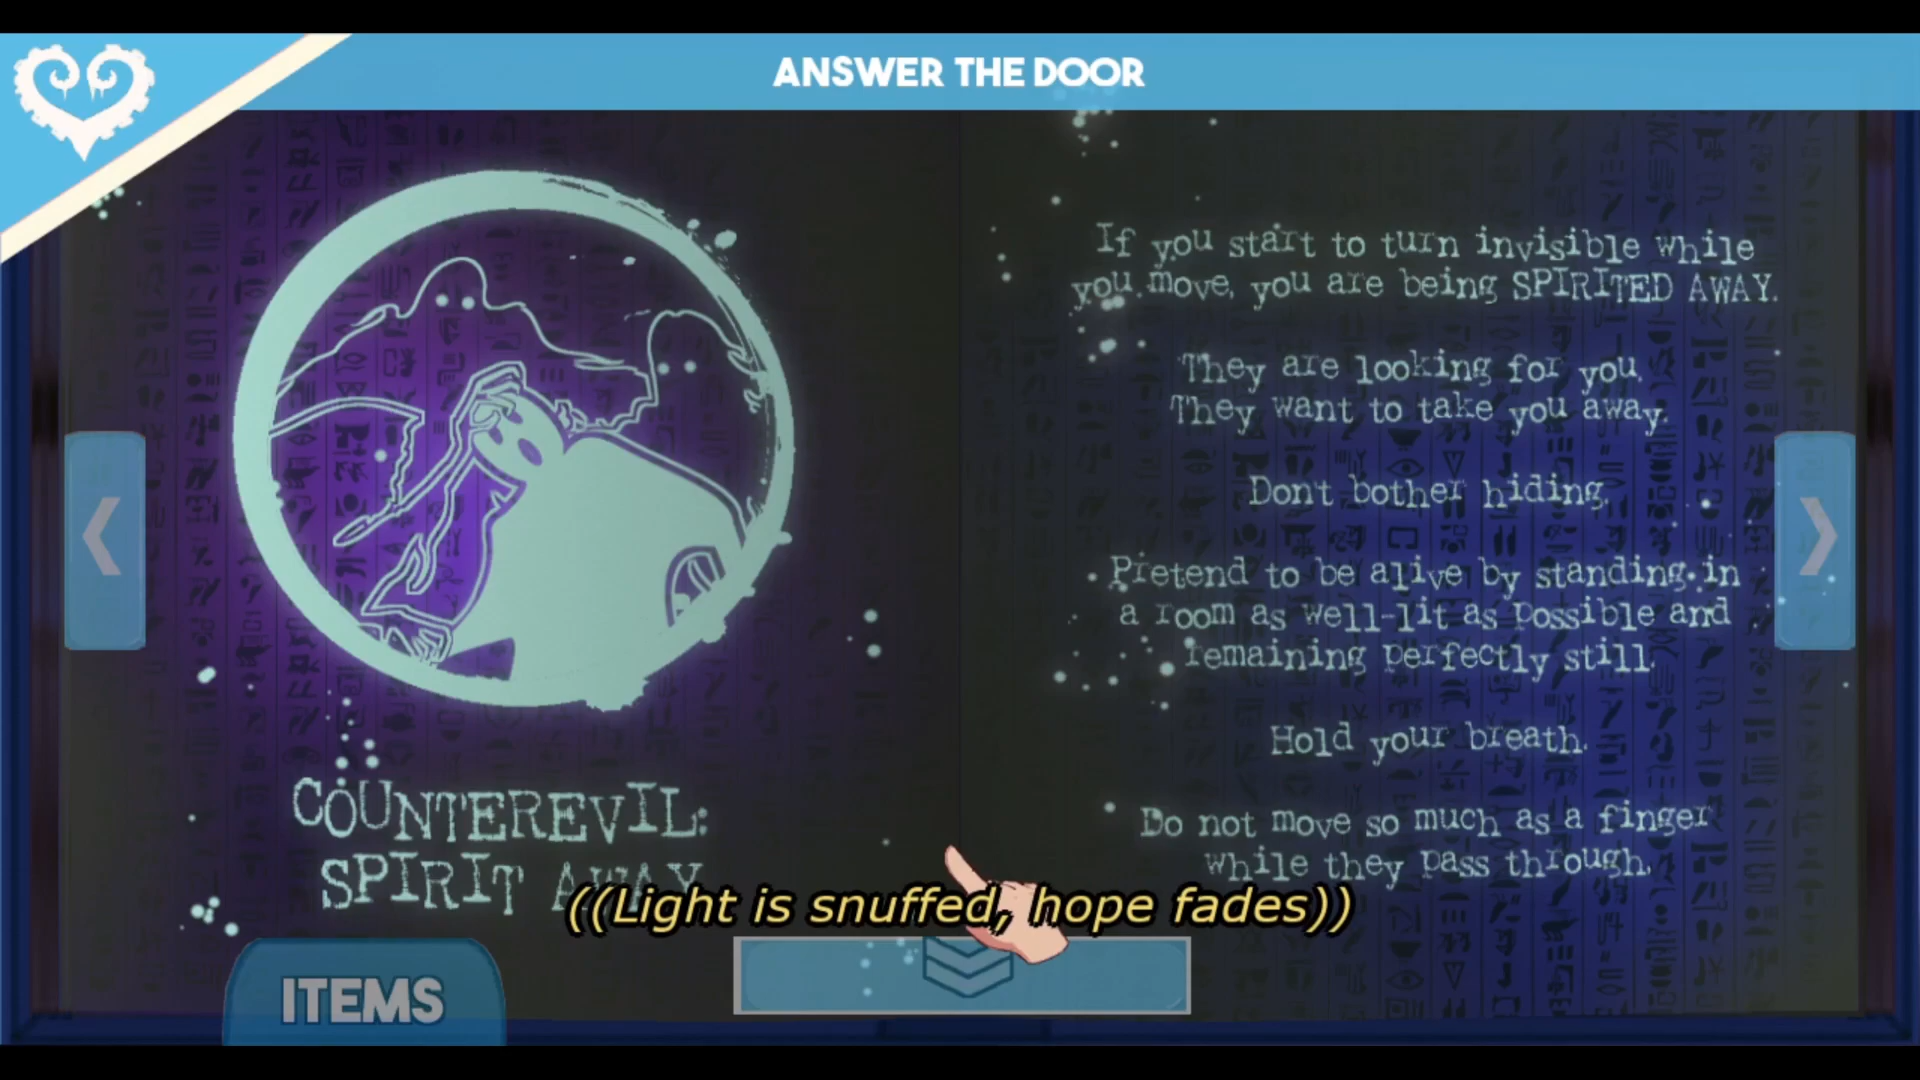 ANSWER THE DOOR
If you start to turn invisible while
you move, you are being SPIRITED AWAY.
They are looking for you.
They want to take you away.
Don't bother hiding.
Pretend to be alive by standing in
a room as well-lit as possible and
remaining perfectly still.
Hold your breath.
Do not move so much as a finger
while they pass through.
COUNTEREVIL:
SPIRIT AWAY
((Light is snuffed, hope fades))
ITEMS